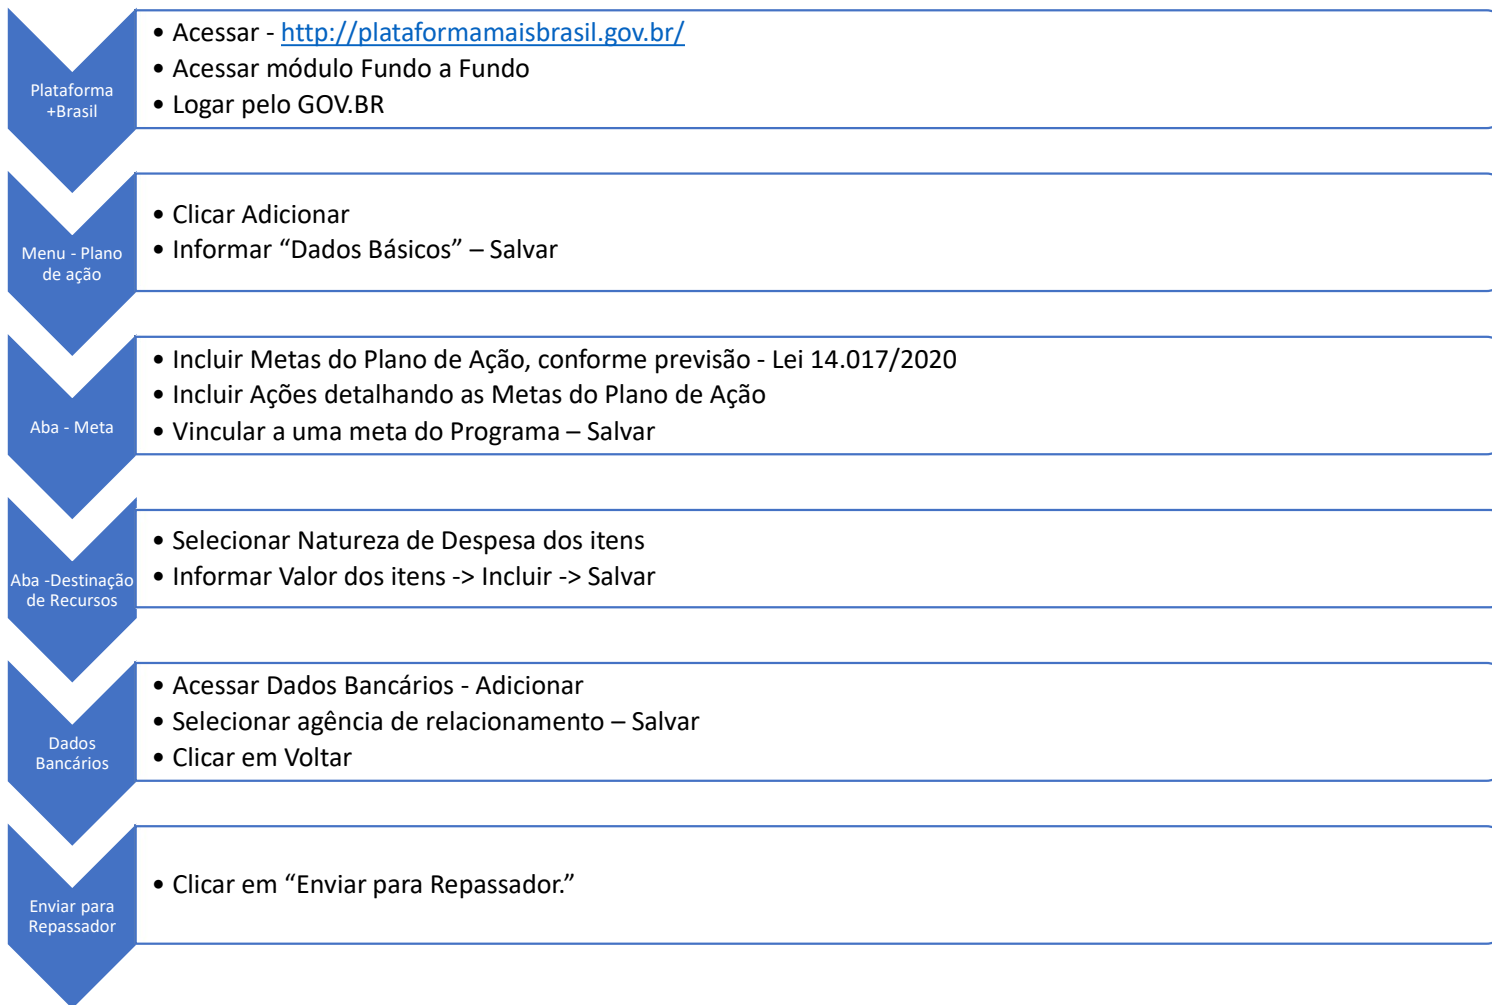 Plataforma
+Brasil
• Acessar - http://plataformamaisbrasil.gov.br/
• Acessar módulo Fundo a Fundo
• Logar pelo GOV.BR
Menu - Plano
de ação
• Clicar Adicionar
• Informar “Dados Básicos” – Salvar
Aba - Meta
• Incluir Metas do Plano de Ação, conforme previsão - Lei 14.017/2020
• Incluir Ações detalhando as Metas do Plano de Ação
• Vincular a uma meta do Programa – Salvar
Aba -Destinação
de Recursos
• Selecionar Natureza de Despesa dos itens
• Informar Valor dos itens -> Incluir -> Salvar
Dados
Bancários
• Acessar Dados Bancários - Adicionar
• Selecionar agência de relacionamento – Salvar
• Clicar em Voltar
Enviar para
Repassador
• Clicar em “Enviar para Repassador.”